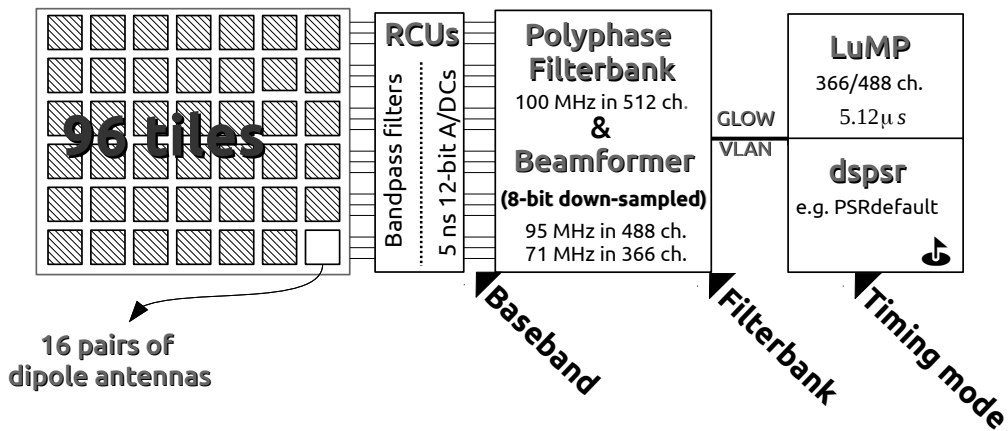 96 tiles
16 pairs of
dipole antennas
RCUs
Bandpass filters
5 ns 12-bit A/DCs
Polyphase
Filterbank
100 MHz in 512 ch.
&
Beamformer
(8-bit down-sampled)
95 MHz in 488 ch.
71 MHz in 366 ch.
GLOW
VLAN
LuMP
366/488 ch.
5.12μ s
dspsr
e.g. PSRdefault
Baseband
Filterbank
Timing mode